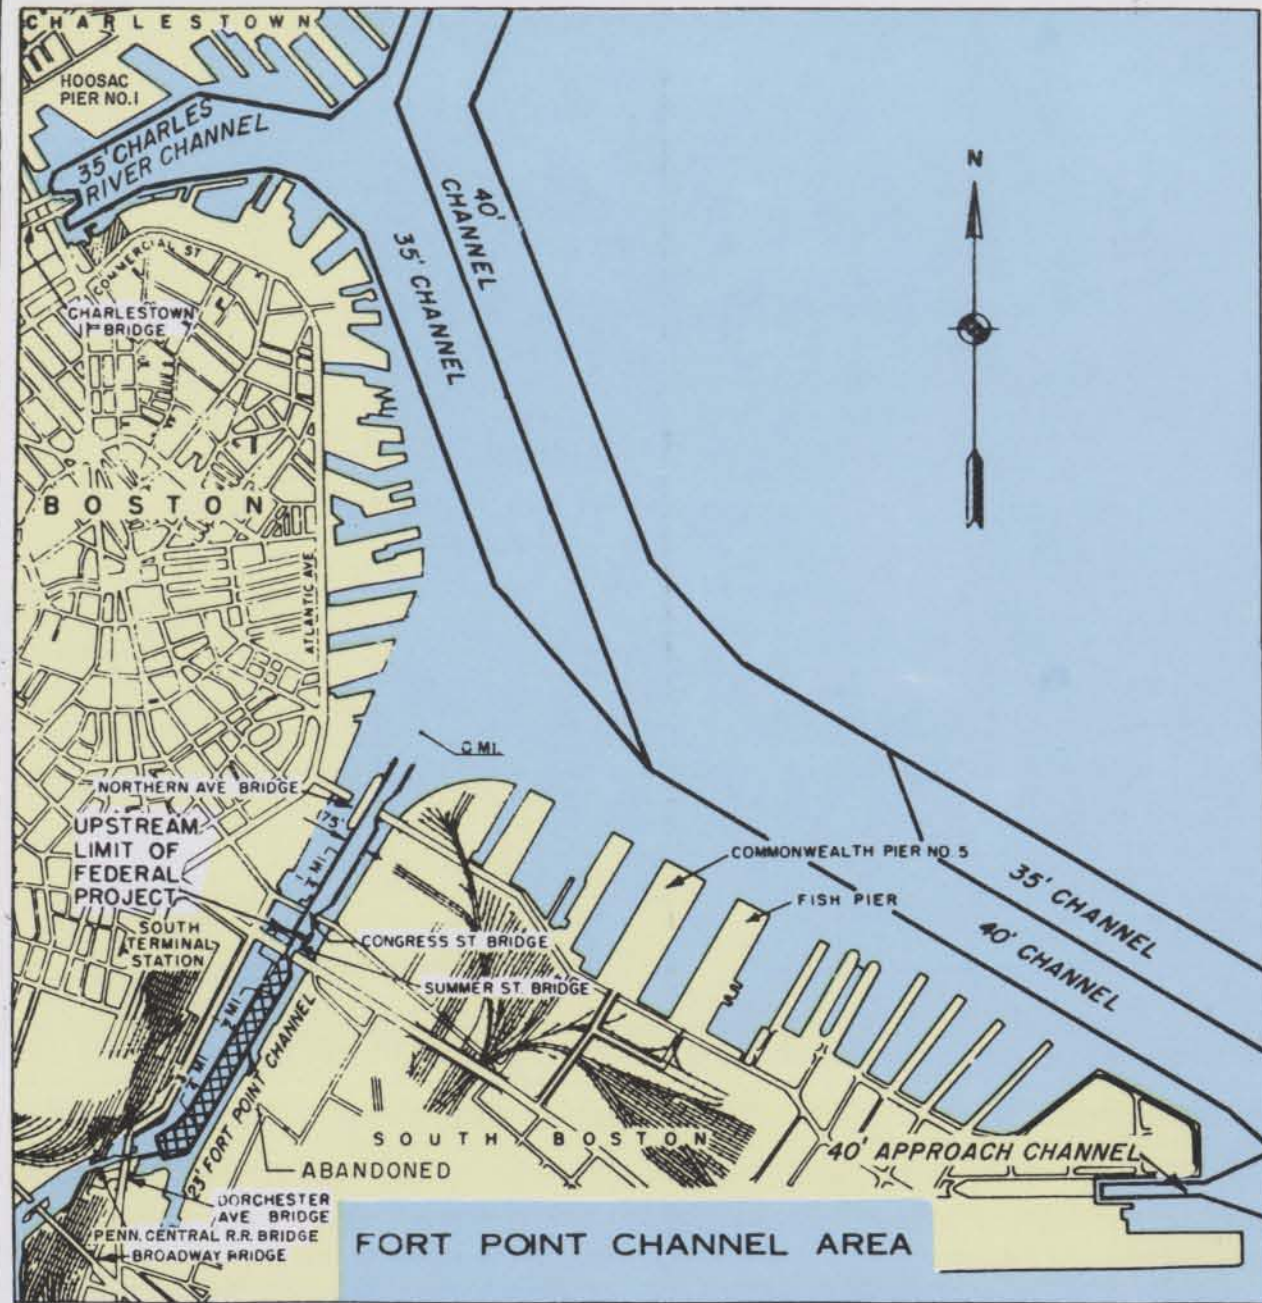 CHARLESTOWN
HOOSAC
PIER NO. 1
35' CHARLES
RIVER CHANNEL
40'
CHANNEL
35' CHANNEL
N
COMMERCIAL ST
CHARLESTOWN
BRIDGE
BOSTON
ATLANTIC AVE
0 MI.
NORTHERN AVE BRIDGE
175'
UPSTREAM
LIMIT OF
FEDERAL
PROJECT
SOUTH
TERMINAL
STATION
COMMONWEALTH PIER NO. 5
FISH PIER
35' CHANNEL
40' CHANNEL
CONGRESS ST. BRIDGE
SUMMER ST. BRIDGE
MI.
MI.
MI.
23' FORT POINT CHANNEL
SOUTH BOSTON
ABANDONED
40' APPROACH CHANNEL
DORCHESTER
AVE BRIDGE
PENN. CENTRAL R.R. BRIDGE
BROADWAY BRIDGE
FORT POINT CHANNEL AREA